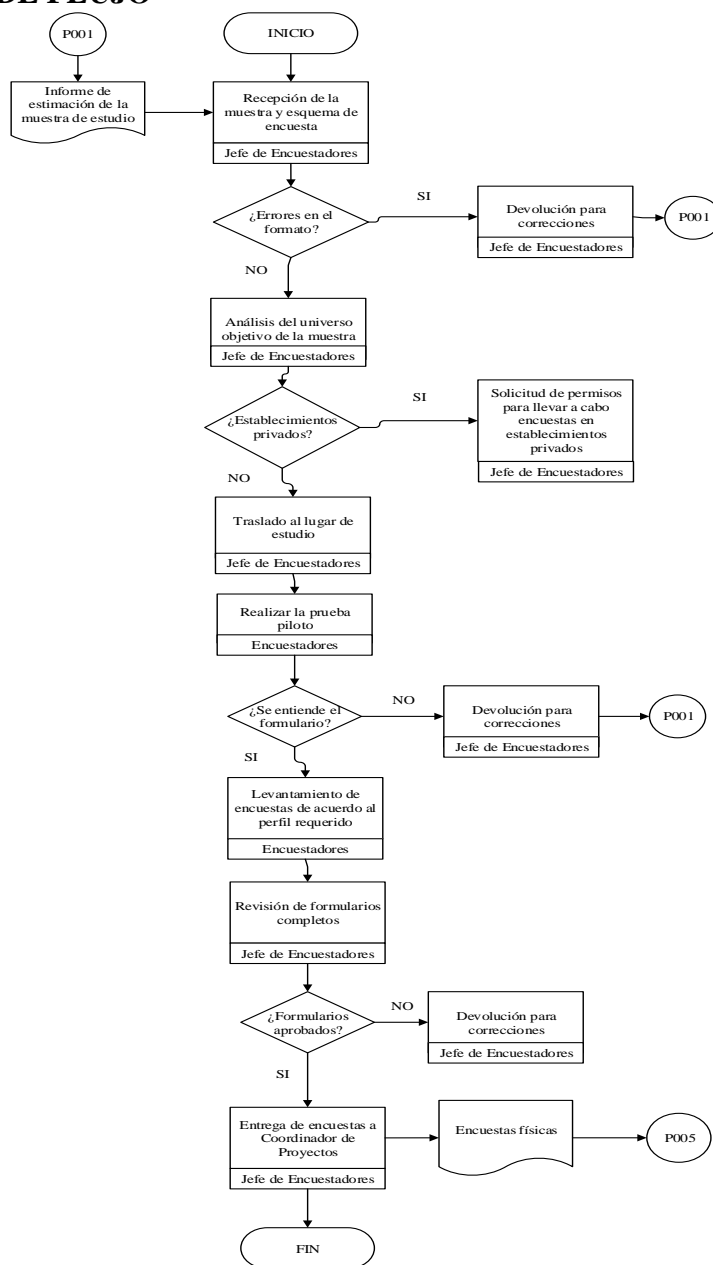 DE FLUJO
P001
INICIO
Informe de
estimación de la
muestra de estudio
Recepción de la
muestra y esquema de
encuesta
Jefe de Encuestadores
¿Errores en el
formato?
SI
Devolución para
correcciones
Jefe de Encuestadores
P001
NO
Análisis del universo
objetivo de la muestra
Jefe de Encuestadores
¿Establecimientos
privados?
SI
Solicitud de permisos
para llevar a cabo
encuestas en
establecimientos
privados
Jefe de Encuestadores
NO
Traslado al lugar de
estudio
Jefe de Encuestadores
Realizar la prueba
piloto
Encuestadores
¿Se entiende el
formulario?
NO
Devolución para
correcciones
Jefe de Encuestadores
P001
SI
Levantamiento de
encuestas de acuerdo al
perfil requerido
Encuestadores
Revisión de formularios
completos
Jefe de Encuestadores
¿Formularios
aprobados?
NO
Devolución para
correcciones
Jefe de Encuestadores
SI
Entrega de encuestas a
Coordinador de
Proyectos
Jefe de Encuestadores
Encuestas físicas
P005
FIN